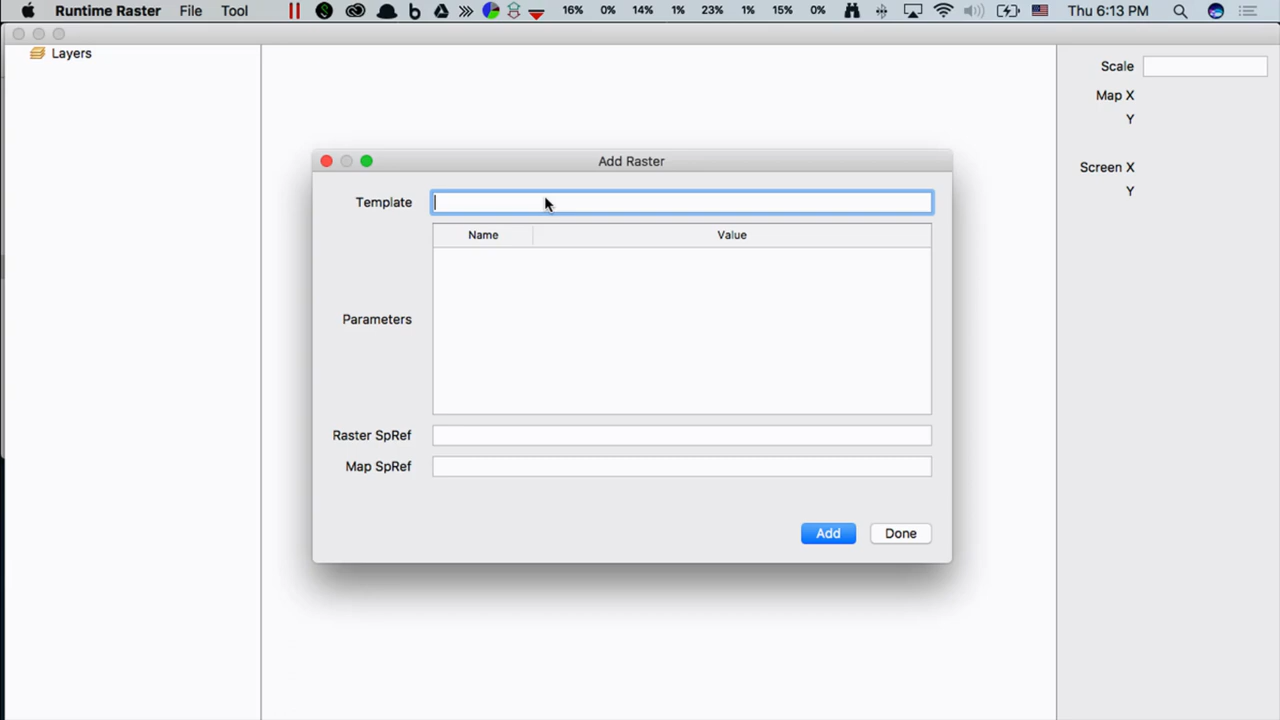 Runtime Raster File Tool 16% 0% 14% 1% 23% 1% 15% 0% Thu 6:13 PM
Layers
Scale
Map X
Y
Screen X
Y
Add Raster
Template
Name Value
Parameters
Raster SpRef
Map SpRef
Add Done